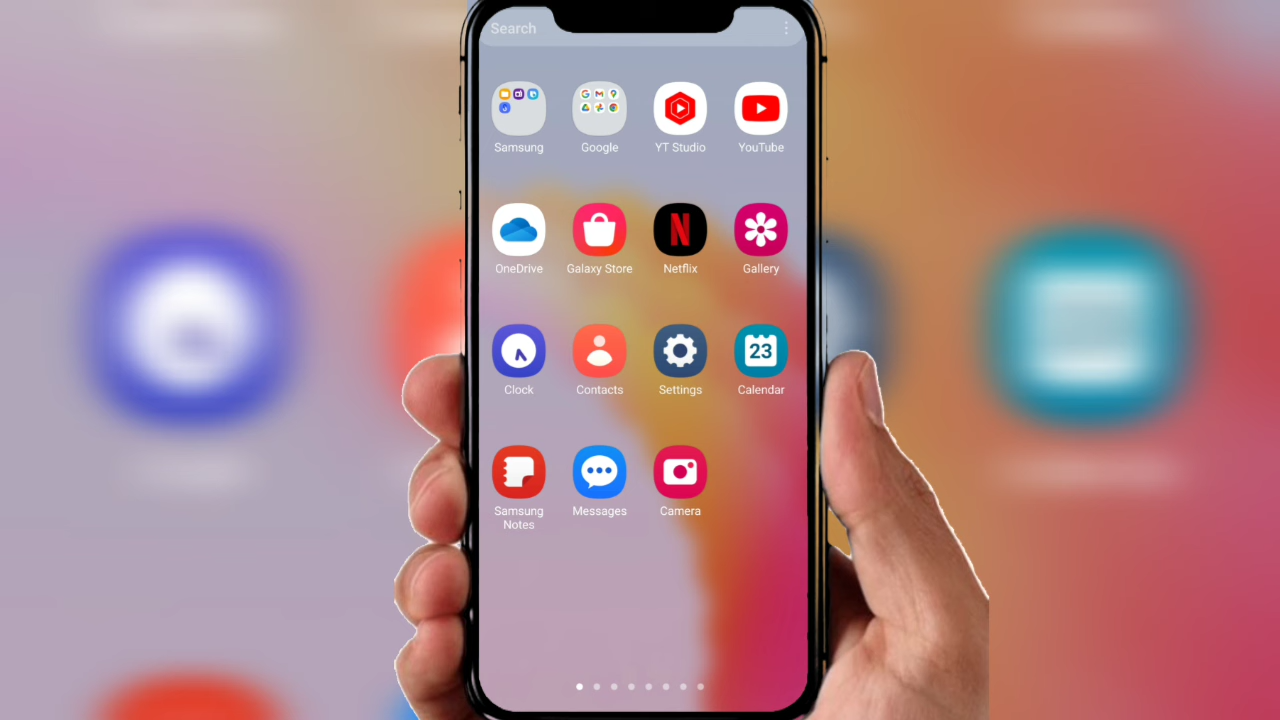 Search
Samsung
Google
YT Studio
YouTube
OneDrive
Galaxy Store
Netflix
Gallery
Clock
Contacts
Settings
23
Calendar
Samsung
Notes
Messages
Camera